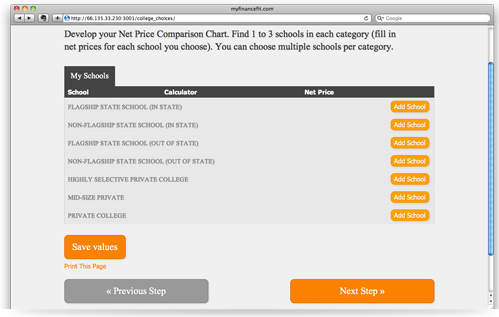 myfinancefit.com
http://66.135.33.230:3001/college_choices/
Google
Develop your Net Price Comparison Chart. Find 1 to 3 schools in each category (fill in
net prices for each school you choose). You can choose multiple schools per category.
My Schools
School Calculator Net Price
FLAGSHIP STATE SCHOOL (IN STATE) Add School
NON-FLAGSHIP STATE SCHOOL (IN STATE) Add School
FLAGSHIP STATE SCHOOL (OUT OF STATE) Add School
NON-FLAGSHIP STATE SCHOOL (OUT OF STATE) Add School
HIGHLY SELECTIVE PRIVATE COLLEGE Add School
MID-SIZE PRIVATE Add School
PRIVATE COLLEGE Add School
Save values
Print This Page
« Previous Step Next Step »